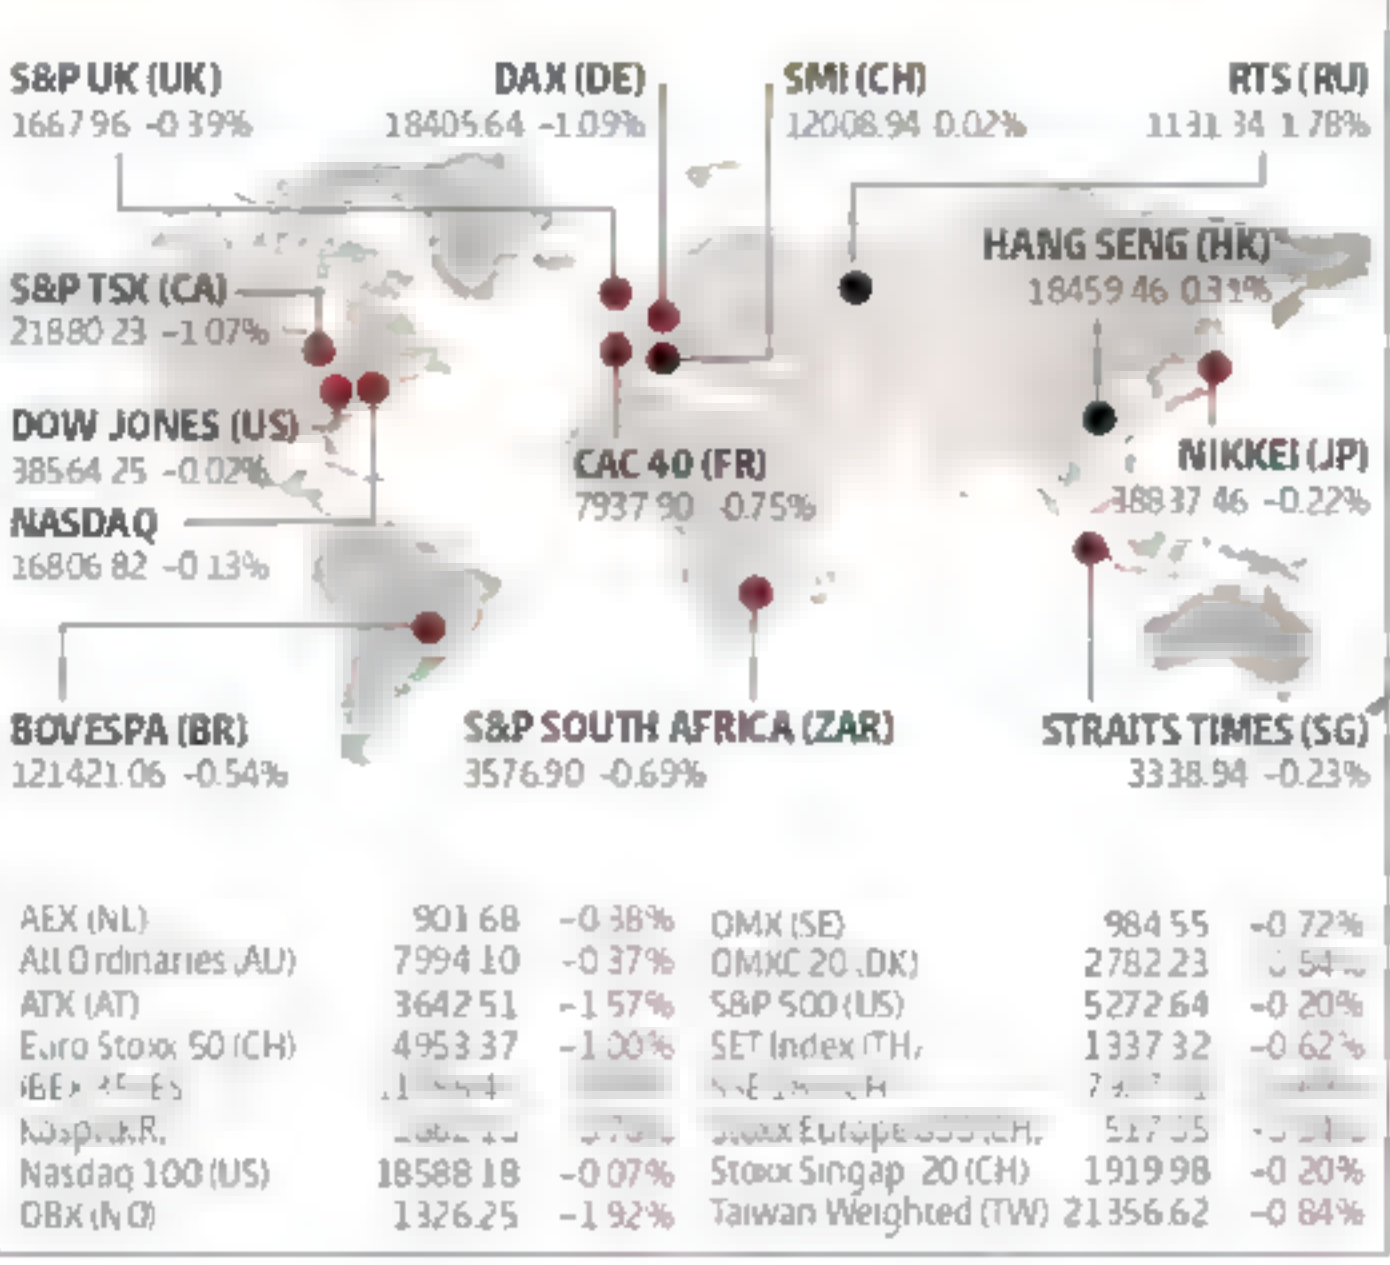 S&P UK (UK)
1667.96 -0.39%
DAX (DE)
18405.64 -1.09%
SMI (CH)
12008.94 0.02%
RTS (RU)
1131.34 1.78%
HANG SENG (HK)
18459.46 0.31%
S&P TSX (CA)
21880.23 -1.07%
DOW JONES (US)
38564.25 -0.02%
CAC 40 (FR)
7937.90 -0.75%
NIKKEI (JP)
38837.46 -0.22%
NASDAQ
16806.82 -0.13%
BOVESPA (BR)
121421.06 -0.54%
S&P SOUTH AFRICA (ZAR)
3576.90 -0.69%
STRAITS TIMES (SG)
3338.94 -0.23%
AEX (NL) 901.68 -0.38%
All Ordinaries (AU) 7994.10 -0.37%
ATX (AT) 3642.51 -1.57%
Euro Stoxx 50 (CH) 4953.37 -1.00%
Nasdaq 100 (US) 18588.18 -0.07%
OBX (NO) 1326.25 -1.92%
OMX (SE) 984.55 -0.72%
OMXC 20 (DK) 2782.23
S&P 500 (US) 5272.64 -0.20%
SET Index (TH) 1337.32 -0.62%
Stoxx Europe
Stoxx Singap. 20 (CH) 1919.98 -0.20%
Taiwan Weighted (TW) 21356.62 -0.84%